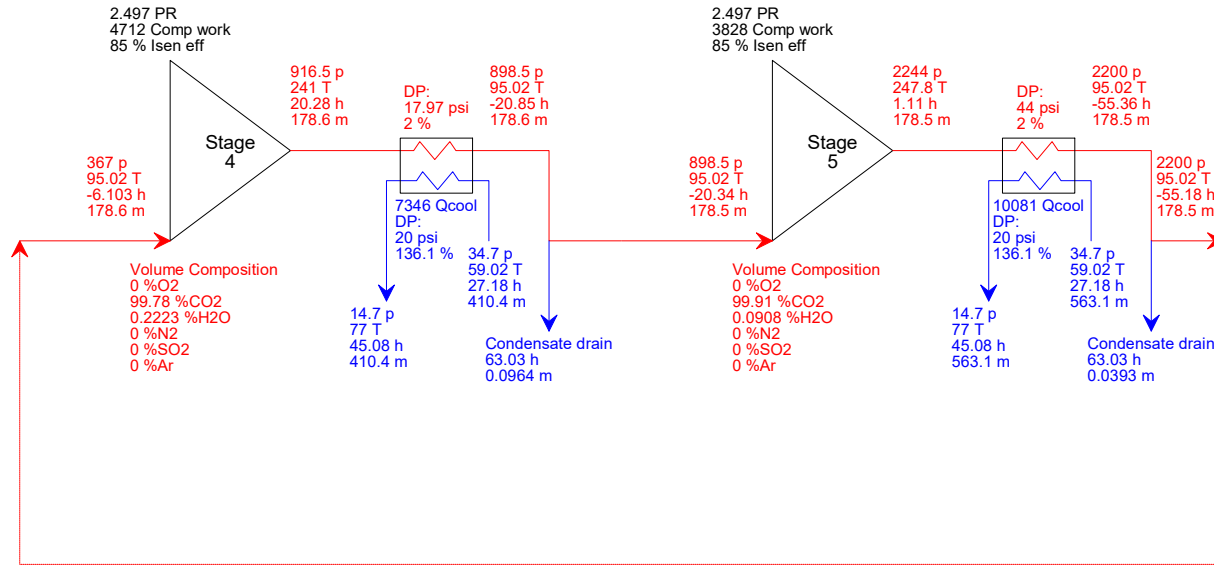 2.497 PR
4712 Comp work
85 % Isen eff
Stage
4
367 p
95.02 T
-6.103 h
178.6 m
916.5 p
241 T
20.28 h
178.6 m
DP:
17.97 psi
2 %
898.5 p
95.02 T
-20.85 h
178.6 m
7346 Qcool
DP:
20 psi
136.1 %
34.7 p
59.02 T
27.18 h
410.4 m
14.7 p
77 T
45.08 h
410.4 m
Condensate drain
63.03 h
0.0964 m
Volume Composition
0 %O2
99.78 %CO2
0.2223 %H2O
0 %N2
0 %SO2
0 %Ar
2.497 PR
3828 Comp work
85 % Isen eff
Stage
5
898.5 p
95.02 T
-20.34 h
178.5 m
2244 p
247.8 T
1.11 h
178.5 m
DP:
44 psi
2 %
2200 p
95.02 T
-55.36 h
178.5 m
2200 p
95.02 T
-55.18 h
178.5 m
10081 Qcool
DP:
20 psi
136.1 %
34.7 p
59.02 T
27.18 h
563.1 m
14.7 p
77 T
45.08 h
563.1 m
Condensate drain
63.03 h
0.0393 m
Volume Composition
0 %O2
99.91 %CO2
0.0908 %H2O
0 %N2
0 %SO2
0 %Ar